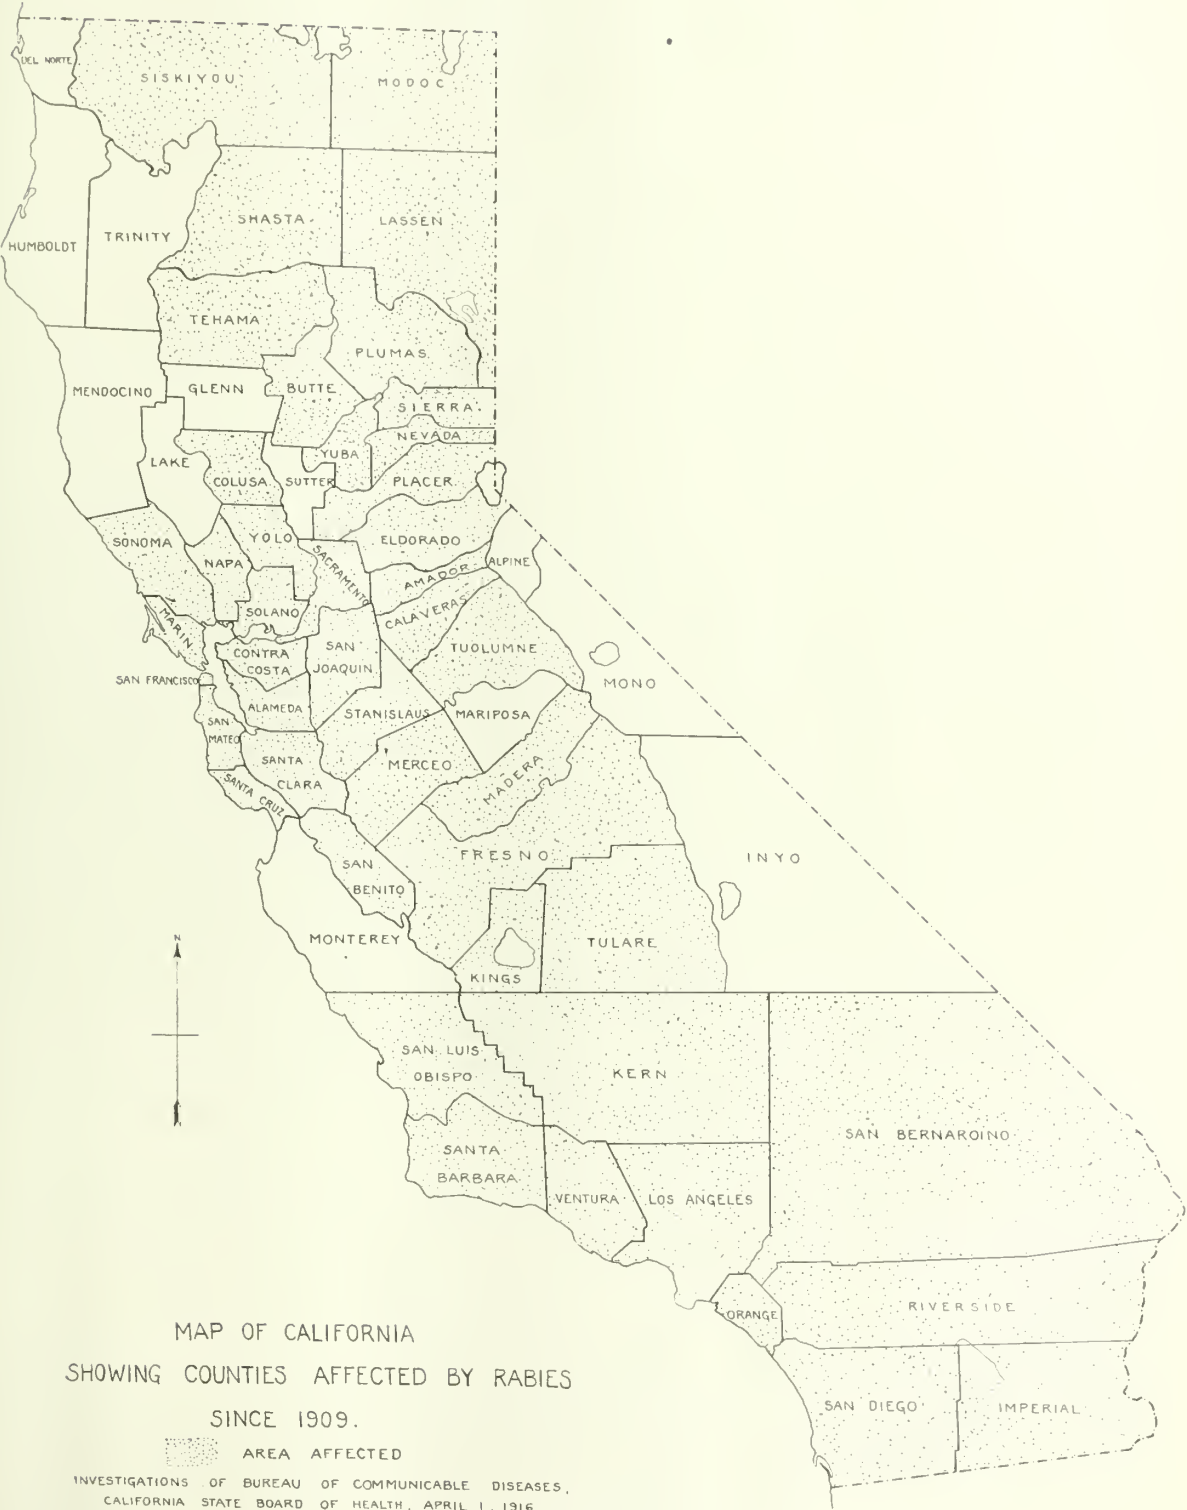 DEL NORTE
SISKIYOU
MODOC
HUMBOLDT
TRINITY
SHASTA
LASSEN
TEHAMA
PLUMAS
MENDOCINO
GLENN
BUTTE
SIERRA
NEVADA
YUBA
LAKE
COLUSA
SUTTER
PLACER
SONOMA
YOLO
ELDORADO
NAPA
SACRAMENTO
ALPINE
AMADOR
SOLANO
CALAVERAS
MARIN
CONTRA
COSTA
SAN
JOAQUIN
TUOLUMNE
MONO
SAN FRANCISCO
ALAMEDA
STANISLAUS
MARIPOSA
SAN
MATEO
SANTA
CLARA
MERCEO
MADERA
SANTA CRUZ
FRESNO
INYO
SAN
BENITO
MONTEREY
TULARE
KINGS
N
SAN LUIS
OBISPO
KERN
SAN BERNAROINO
SANTA
BARBARA
VENTURA
LOS ANGELES
ORANGE
RIVERSIDE
SAN DIEGO
IMPERIAL
MAP OF CALIFORNIA
SHOWING COUNTIES AFFECTED BY RABIES
SINCE 1909.
AREA AFFECTED
INVESTIGATIONS OF BUREAU OF COMMUNICABLE DISEASES,
CALIFORNIA STATE BOARD OF HEALTH, APRIL 1, 1916